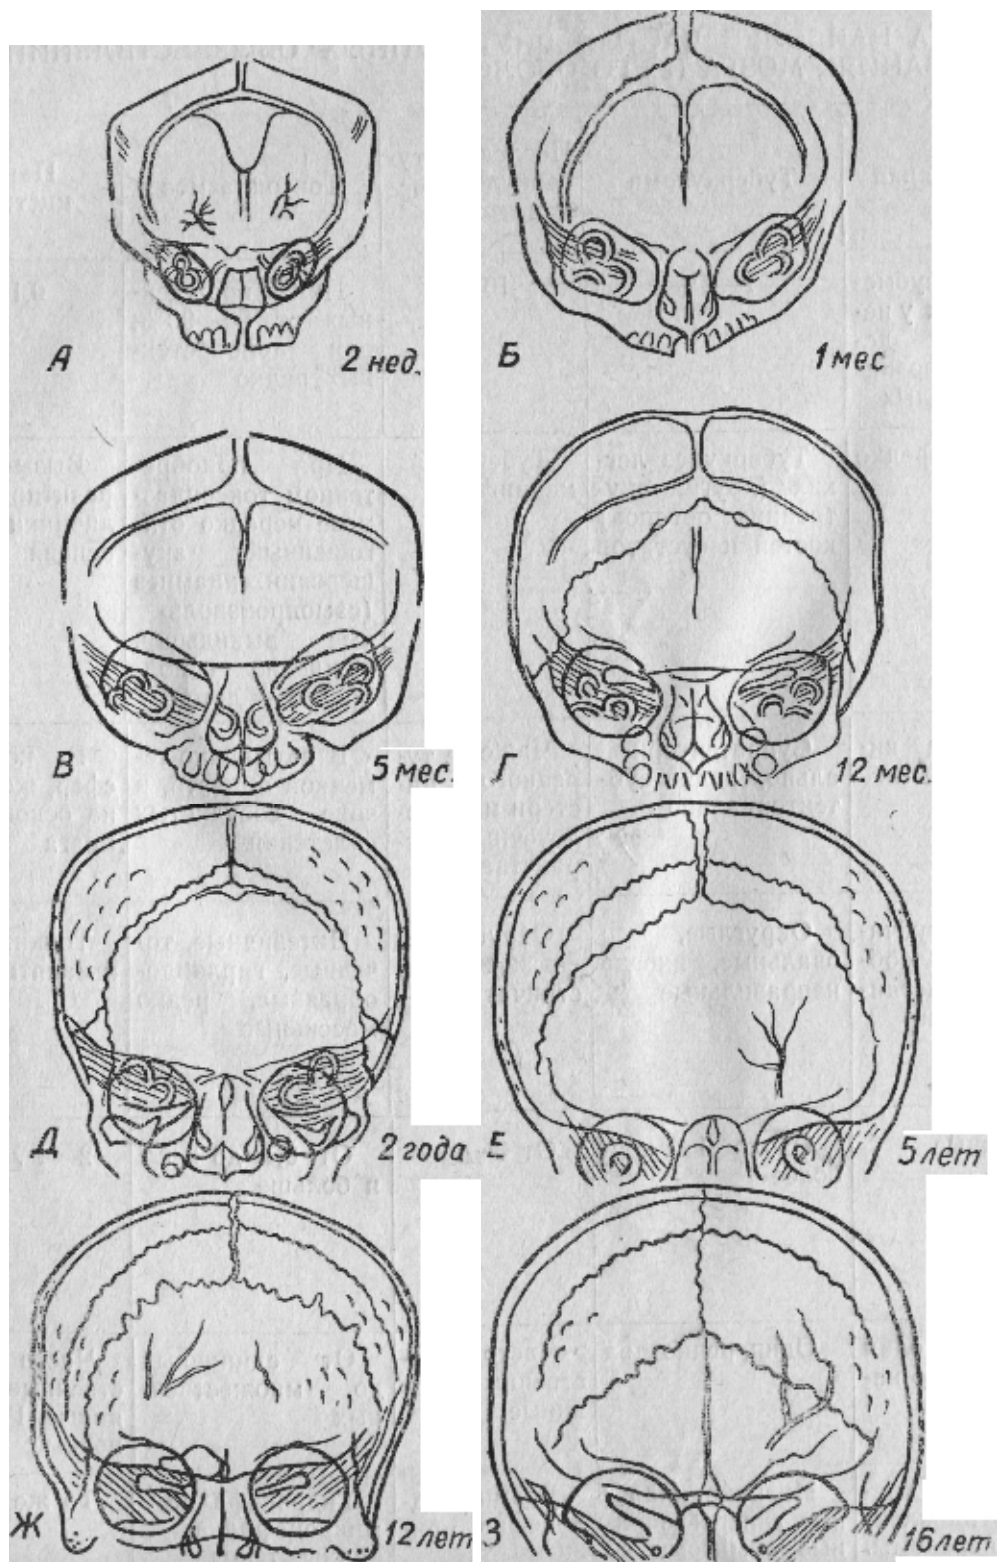 А 2 нед.
Б 1 мес
В 5 мес.
Г 12 мес.
Д 2 года
Е 5 лет
Ж 12 лет
З 16 лет